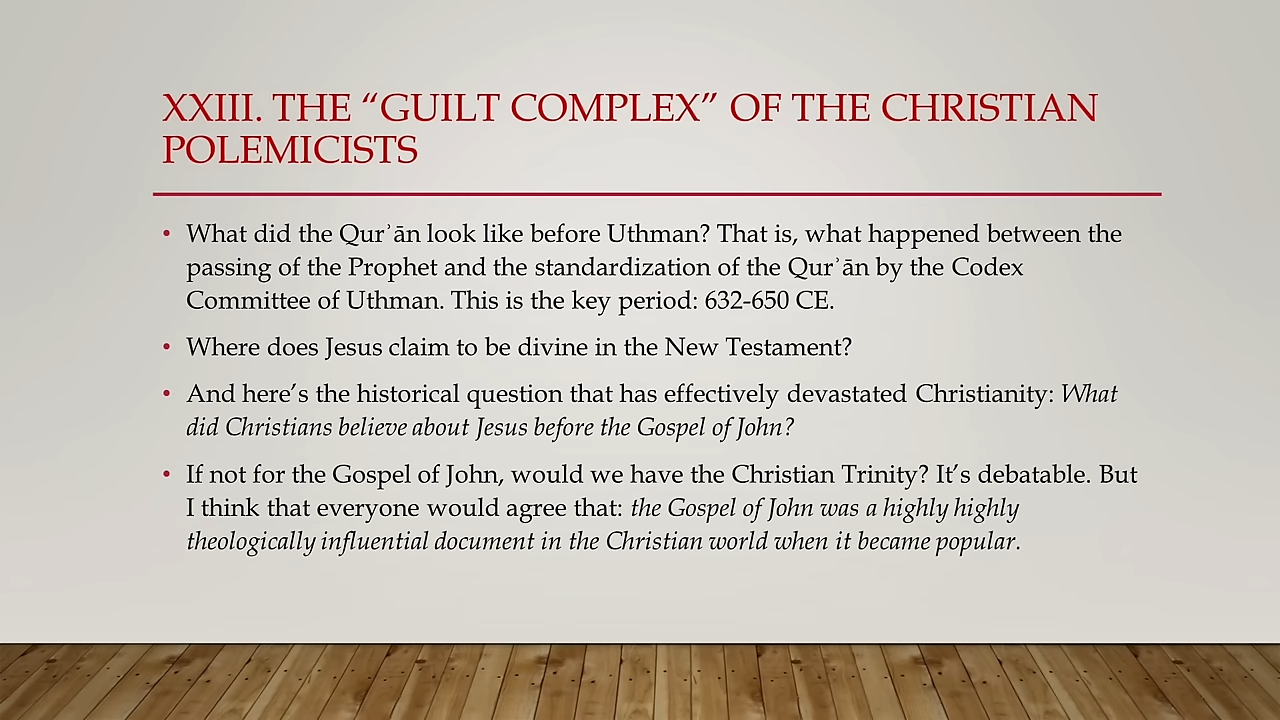 XXIII. THE “GUILT COMPLEX” OF THE CHRISTIAN
POLEMICISTS
• What did the Qurʾān look like before Uthman? That is, what happened between the
passing of the Prophet and the standardization of the Qurʾān by the Codex
Committee of Uthman. This is the key period: 632-650 CE.
• Where does Jesus claim to be divine in the New Testament?
• And here’s the historical question that has effectively devastated Christianity: What
did Christians believe about Jesus before the Gospel of John?
• If not for the Gospel of John, would we have the Christian Trinity? It’s debatable. But
I think that everyone would agree that: the Gospel of John was a highly highly
theologically influential document in the Christian world when it became popular.